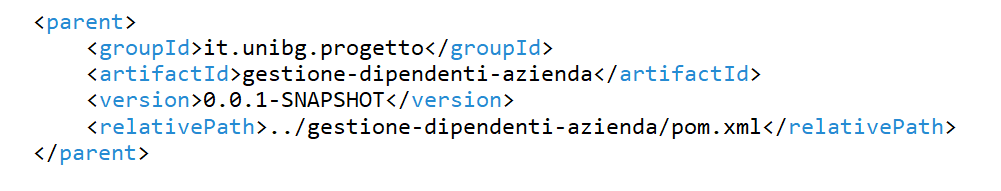 <parent>
<groupId>it.unibg.progetto</groupId>
<artifactId>gestione-dipendenti-azienda</artifactId>
<version>0.0.1-SNAPSHOT</version>
<relativePath>../gestione-dipendenti-azienda/pom.xml</relativePath>
</parent>